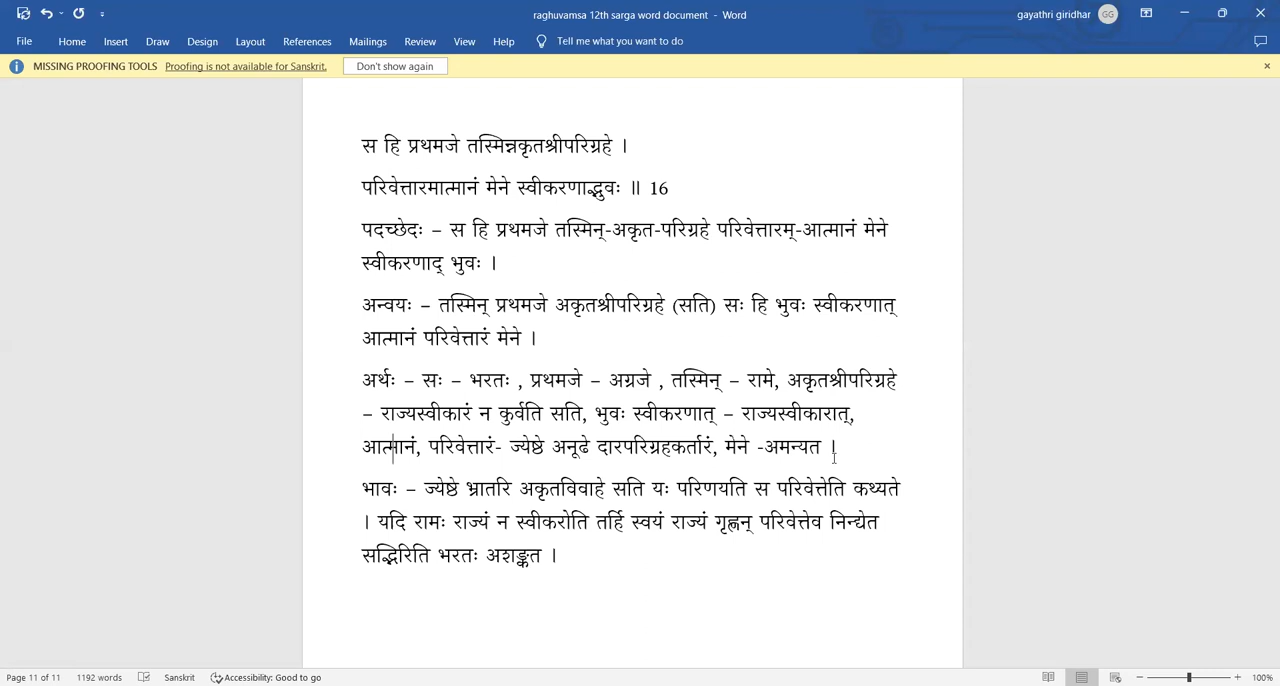 raghuvamsa 12th sarga word document - Word
gayathri giridhar GG
File Home Insert Draw Design Layout References Mailings Review View Help Tell me what you want to do
MISSING PROOFING TOOLS Proofing is not available for Sanskrit. Don't show again
स हि प्रथमजे तस्मिन्नकृतश्रीपरिग्रहे ।
परिवेत्तारमात्मानं मेने स्वीकरणाद्भुवः ॥ 16
पदच्छेदः – स हि प्रथमजे तस्मिन्-अकृत-परिग्रहे परिवेत्तारम्-आत्मानं मेने
स्वीकरणाद् भुवः ।
अन्वयः – तस्मिन् प्रथमजे अकृतश्रीपरिग्रहे (सति) सः हि भुवः स्वीकरणात्
आत्मानं परिवेत्तारं मेने ।
अर्थः – सः – भरतः , प्रथमजे – अग्रजे , तस्मिन् – रामे, अकृतश्रीपरिग्रहे
– राज्यस्वीकारं न कुर्वति सति, भुवः स्वीकरणात् – राज्यस्वीकारात्,
आत्मानं, परिवेत्तारं- ज्येष्ठे अनूढे दारपरिग्रहकर्तारं, मेने -अमन्यत ।
भावः – ज्येष्ठे भ्रातरि अकृतविवाहे सति यः परिणयति स परिवेत्तेति कथ्यते
। यदि रामः राज्यं न स्वीकरोति तर्हि स्वयं राज्यं गृह्णन् परिवेत्तेव निन्द्येत
सद्भिरिति भरतः अशङ्कत ।
Page 11 of 11 1192 words Sanskrit Accessibility: Good to go 100%